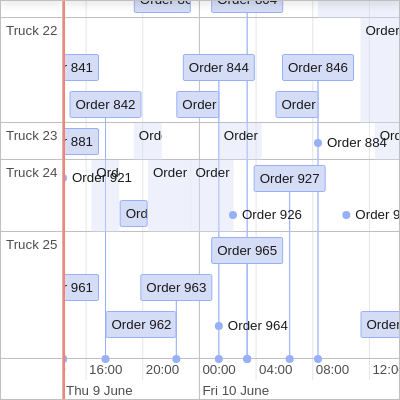 Truck 22
Order
841
Order 844
Order 846
Order 842
Order
Order
Truck 23
881
Ord
Order
Order 884
Ord
Truck 24
Order 921
Ord
Order
Order
Order 927
Ord
Order 926
Order 9
Truck 25
Order 965
961
Order 963
Order 962
Order 964
Order
16:00
20:00
00:00
04:00
08:00
12:0
Thu 9 June
Fri 10 June